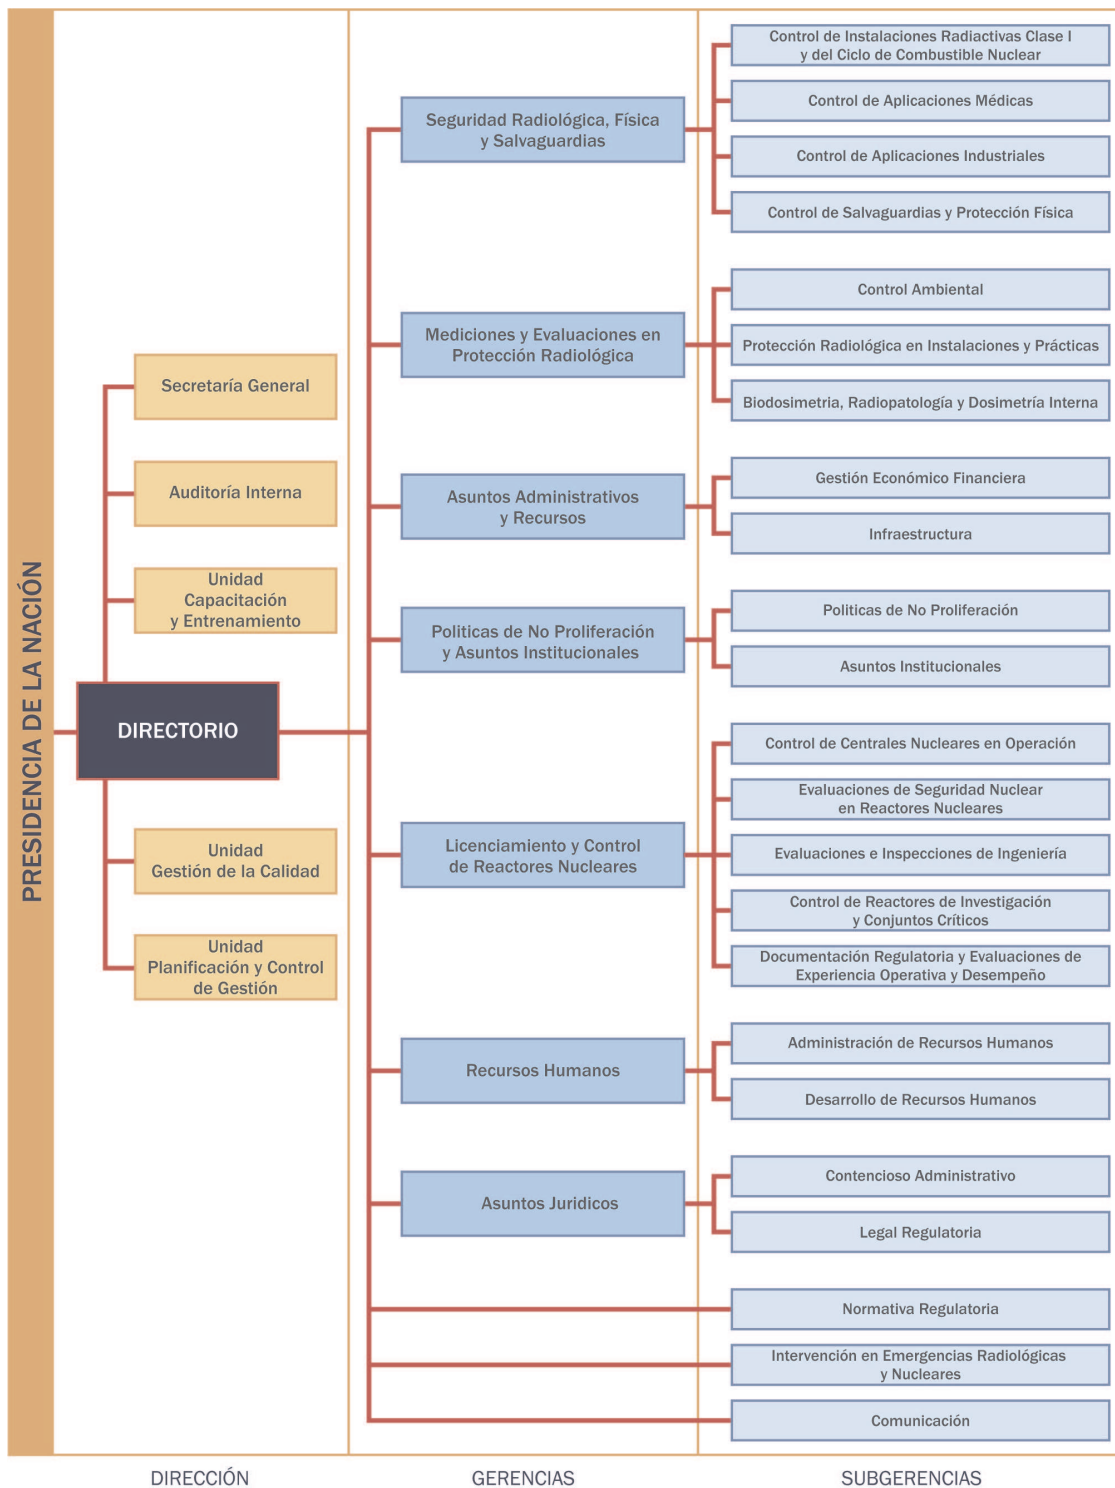 PRESIDENCIA DE LA NACIÓN
Secretaría General
Auditoría Interna
Unidad
Capacitación
y Entrenamiento
DIRECTORIO
Unidad
Gestión de la Calidad
Unidad
Planificación y Control
de Gestión
DIRECCIÓN
Seguridad Radiológica, Física
y Salvaguardias
Mediciones y Evaluaciones en
Protección Radiológica
Asuntos Administrativos
y Recursos
Politicas de No Proliferación
y Asuntos Institucionales
Licenciamiento y Control
de Reactores Nucleares
Recursos Humanos
Asuntos Juridicos
GERENCIAS
Control de Instalaciones Radiactivas Clase I
y del Ciclo de Combustible Nuclear
Control de Aplicaciones Médicas
Control de Aplicaciones Industriales
Control de Salvaguardias y Protección Física
Control Ambiental
Protección Radiológica en Instalaciones y Prácticas
Biodosimetria, Radiopatología y Dosimetría Interna
Gestión Económico Financiera
Infraestructura
Politicas de No Proliferación
Asuntos Institucionales
Control de Centrales Nucleares en Operación
Evaluaciones de Seguridad Nuclear
en Reactores Nucleares
Evaluaciones e Inspecciones de Ingeniería
Control de Reactores de Investigación
y Conjuntos Críticos
Documentación Regulatoria y Evaluaciones de
Experiencia Operativa y Desempeño
Administración de Recursos Humanos
Desarrollo de Recursos Humanos
Contencioso Administrativo
Legal Regulatoria
Normativa Regulatoria
Intervención en Emergencias Radiológicas
y Nucleares
Comunicación
SUBGERENCIAS